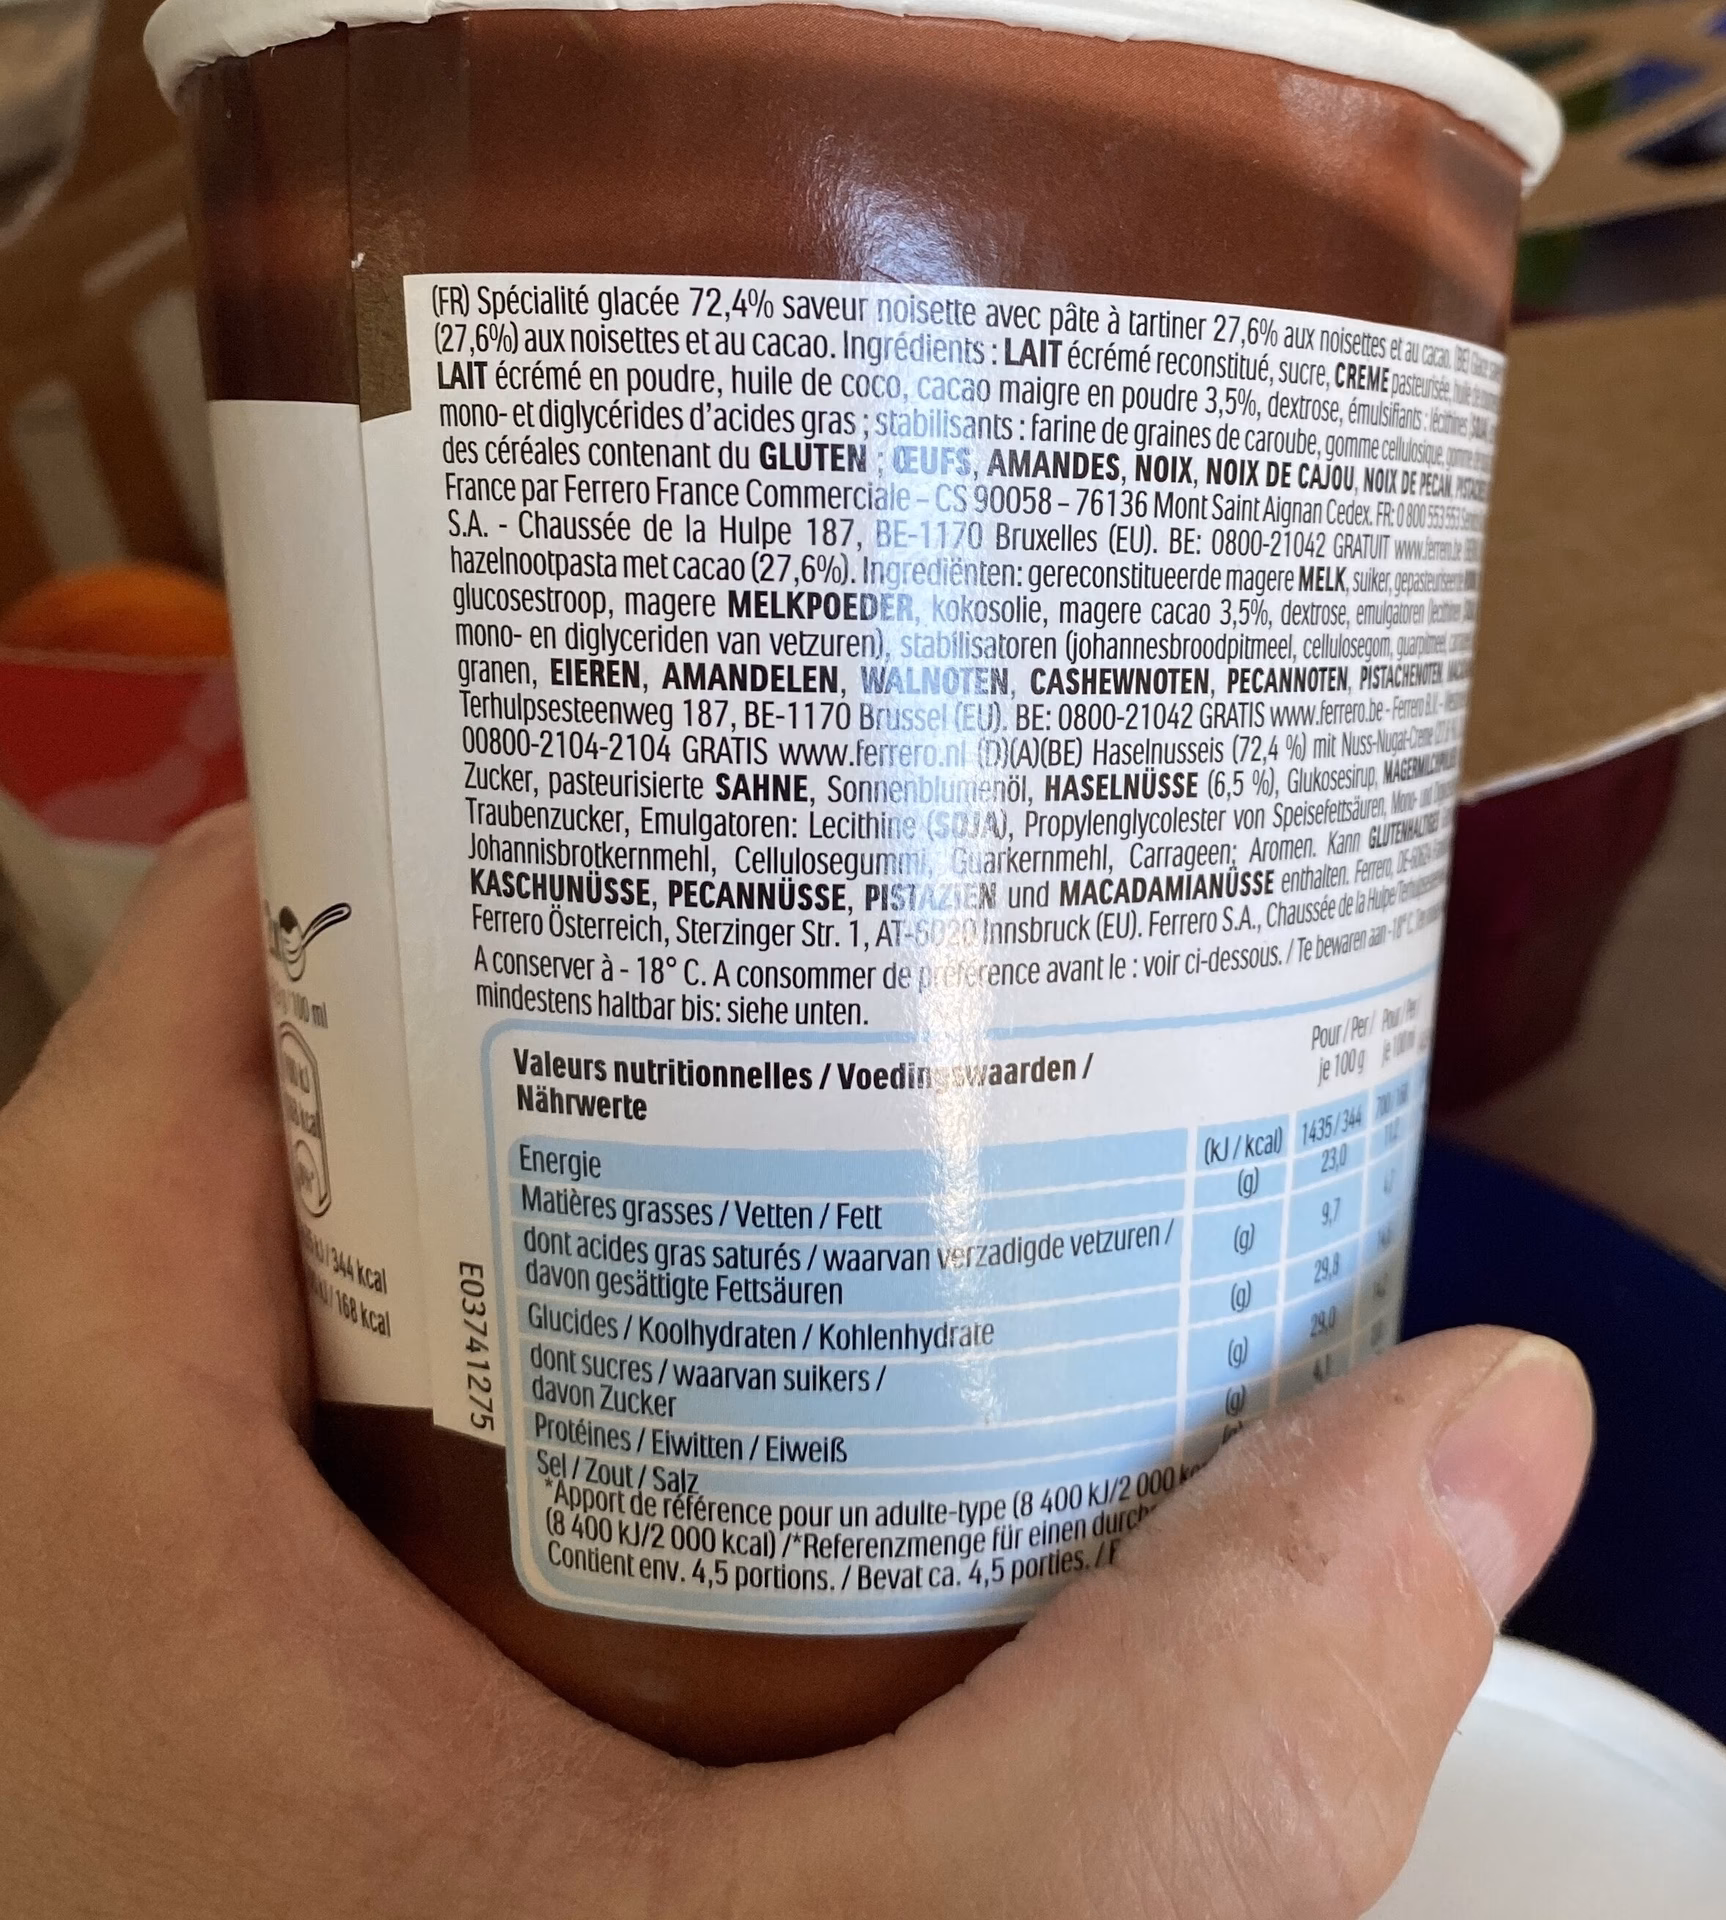 (FR) Spécialité glacée 72,4% saveur noisette avec pâte à tartiner 27,6% aux noisettes et au cacao. (BE) Glace
(27,6%) aux noisettes et au cacao. Ingrédients : LAIT écrémé reconstitué, sucre, CRÈME pasteurisée, huile de
LAIT écrémé en poudre, huile de coco, cacao maigre en poudre 3,5%, dextrose, émulsifiants : lécithines
mono- et diglycérides d'acides gras ; stabilisants : farine de graines de caroube, gomme cellulosique, gomme
des céréales contenant du GLUTEN ; ŒUFS, AMANDES, NOIX, NOIX DE CAJOU, NOIX DE PECAN,
France par Ferrero France Commerciale - CS 90058 – 76136 Mont Saint Aignan Cedex. FR: 0 800 553 553
S.A. - Chaussée de la Hulpe 187, BE-1170 Bruxelles (EU). BE: 0800-21042 GRATUIT www.ferrero.be
hazelnootpasta met cacao (27,6%). Ingrediënten: gereconstitueerde magere MELK, suiker, gepasteuriseerde
glucosestroop, magere MELKPOEDER, kokosolie, magere cacao 3,5%, dextrose, emulgatoren
mono- en diglyceriden van vetzuren), stabilisatoren (johannesbroodpitmeel, cellulosegom, guarpitmeel,
granen, EIEREN, AMANDELEN, WALNOTEN, CASHEWNOTEN, PECANNOTEN, PISTACHENOTEN,
Terhulpsesteenweg 187, BE-1170 Brussel (EU). BE: 0800-21042 GRATIS www.ferrero.be - Ferrero B.V. -
00800-2104-2104 GRATIS www.ferrero.nl (D)(A)(BE) Haselnusseis (72,4 %) mit Nuss-Nugat-Creme
Zucker, pasteurisierte SAHNE, Sonnenblumenöl, HASELNÜSSE (6,5 %), Glukosesirup,
Traubenzucker, Emulgatoren: Lecithine (SOJA), Propylenglycolester von Speisefettsäuren, Mono- und
Johannisbrotkernmehl, Cellulosegummi, Guarkernmehl, Carrageen; Aromen. Kann GLUTENHALTIGES
KASCHUNÜSSE, PECANNÜSSE, PISTAZIEN und MACADAMIANÜSSE enthalten. Ferrero,
Ferrero Österreich, Sterzinger Str. 1, AT-6020 Innsbruck (EU). Ferrero S.A., Chaussée de la Hulpe
A conserver à - 18° C. A consommer de préférence avant le : voir ci-dessous. / Te bewaren aan -18° C.
mindestens haltbar bis: siehe unten.
100 ml
344 kcal
168 kcal
E03741275
Valeurs nutritionnelles / Voedingswaarden /
Nährwerte
Pour / Per /
je 100 g
Energie (kJ / kcal) 1435/344
Matières grasses / Vetten / Fett (g) 23,0
dont acides gras saturés / waarvan verzadigde vetzuren /
davon gesättigte Fettsäuren (g) 9,7
Glucides / Koolhydraten / Kohlenhydrate (g) 29,8
dont sucres / waarvan suikers /
davon Zucker (g) 29,0
Protéines / Eiwitten / Eiweiß (g)
Sel / Zout / Salz
*Apport de référence pour un adulte-type (8 400 kJ/2 000
(8 400 kJ/2 000 kcal) /*Referenzmenge für einen
Contient env. 4,5 portions. / Bevat ca. 4,5 porties. /